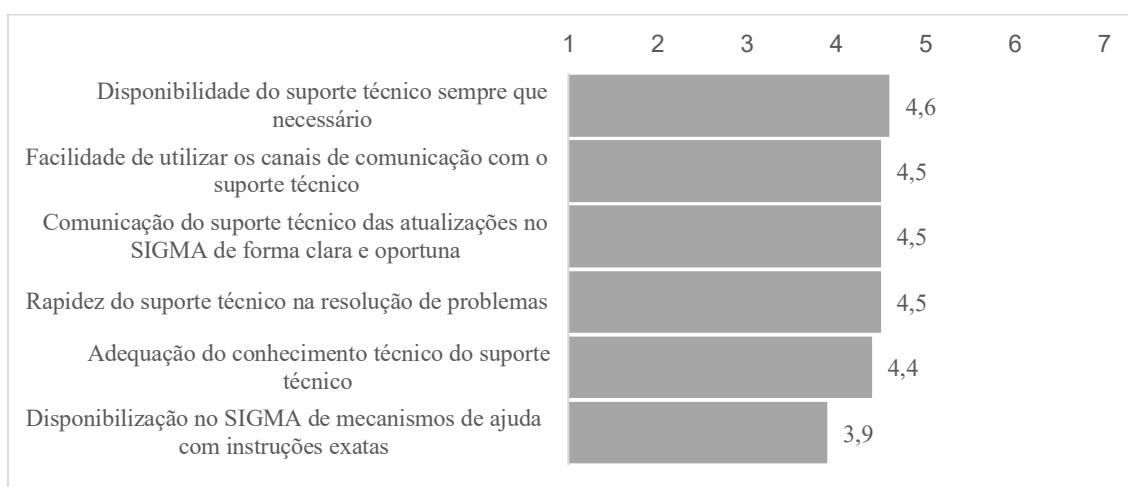 1 2 3 4 5 6 7
Disponibilidade do suporte técnico sempre que
necessário
4,6
Facilidade de utilizar os canais de comunicação com o
suporte técnico
4,5
Comunicação do suporte técnico das atualizações no
SIGMA de forma clara e oportuna
4,5
Rapidez do suporte técnico na resolução de problemas
4,5
Adequação do conhecimento técnico do suporte
técnico
4,4
Disponibilização no SIGMA de mecanismos de ajuda
com instruções exatas
3,9